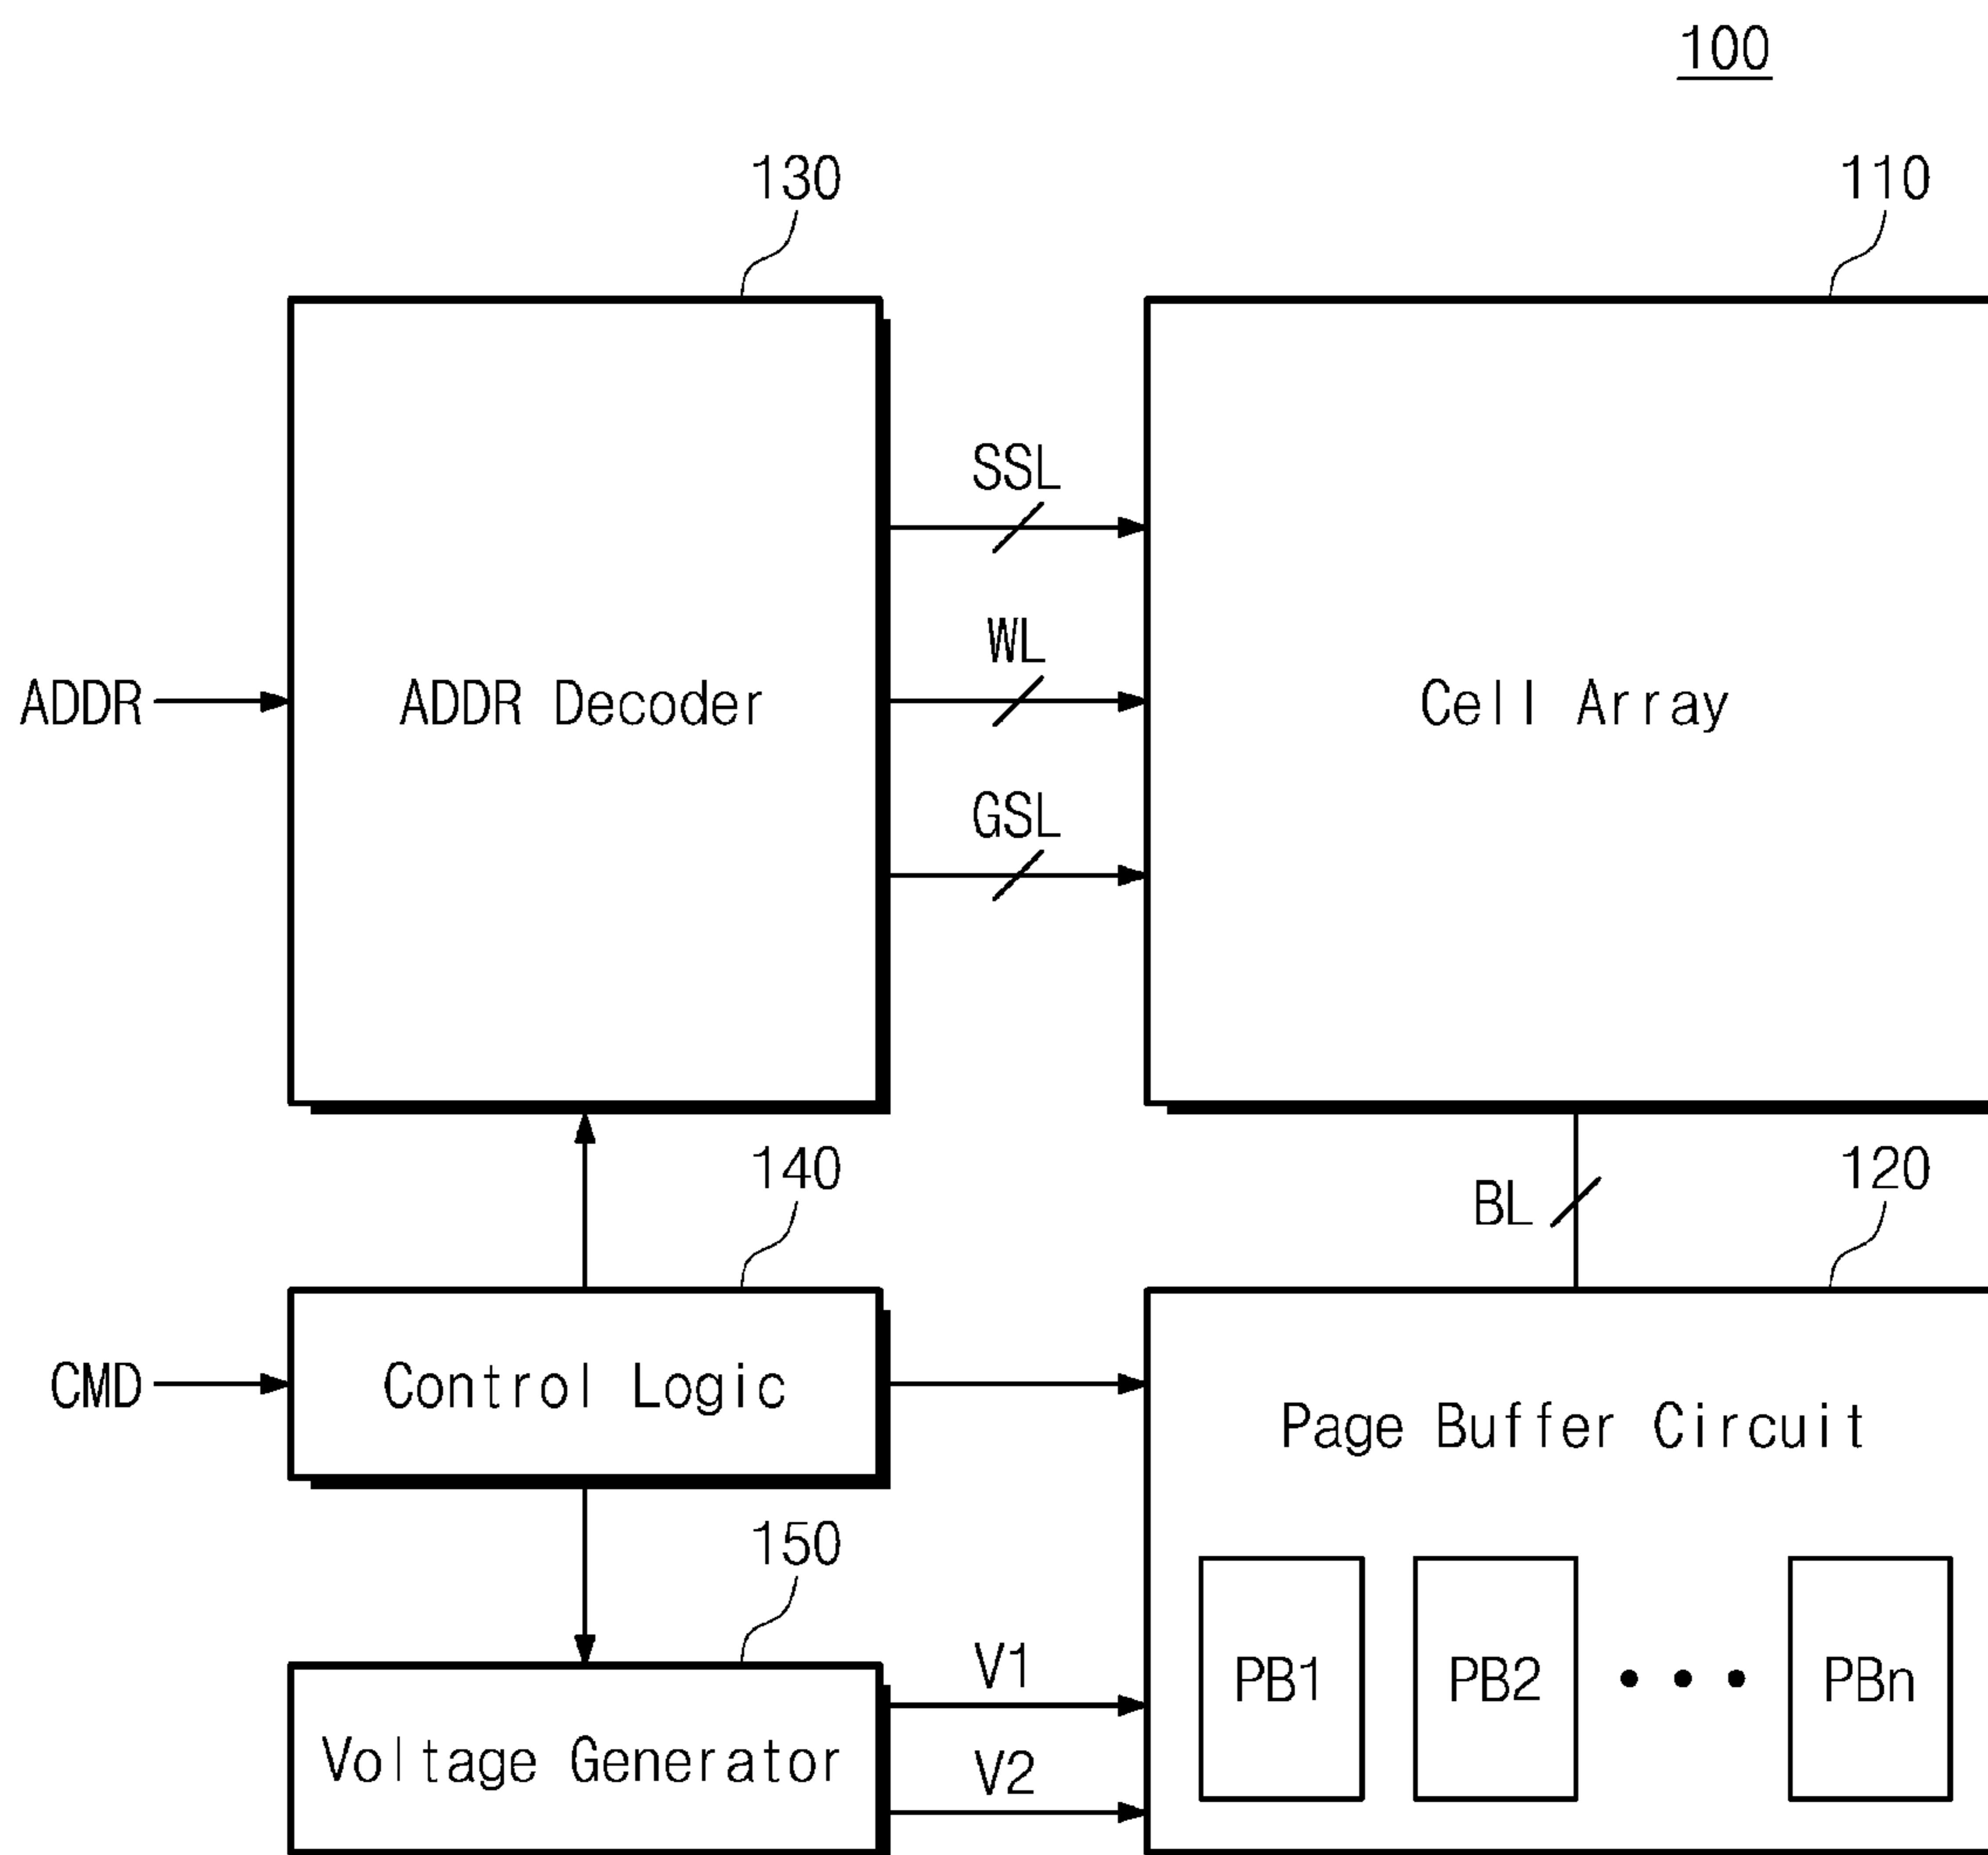 100
130
110
SSL
WL
ADDR
ADDR Decoder
Cell Array
GSL
140
BL
120
CMD
Control Logic
Page Buffer Circuit
150
V1
PB1
PB2
• • •
PBn
Voltage Generator
V2